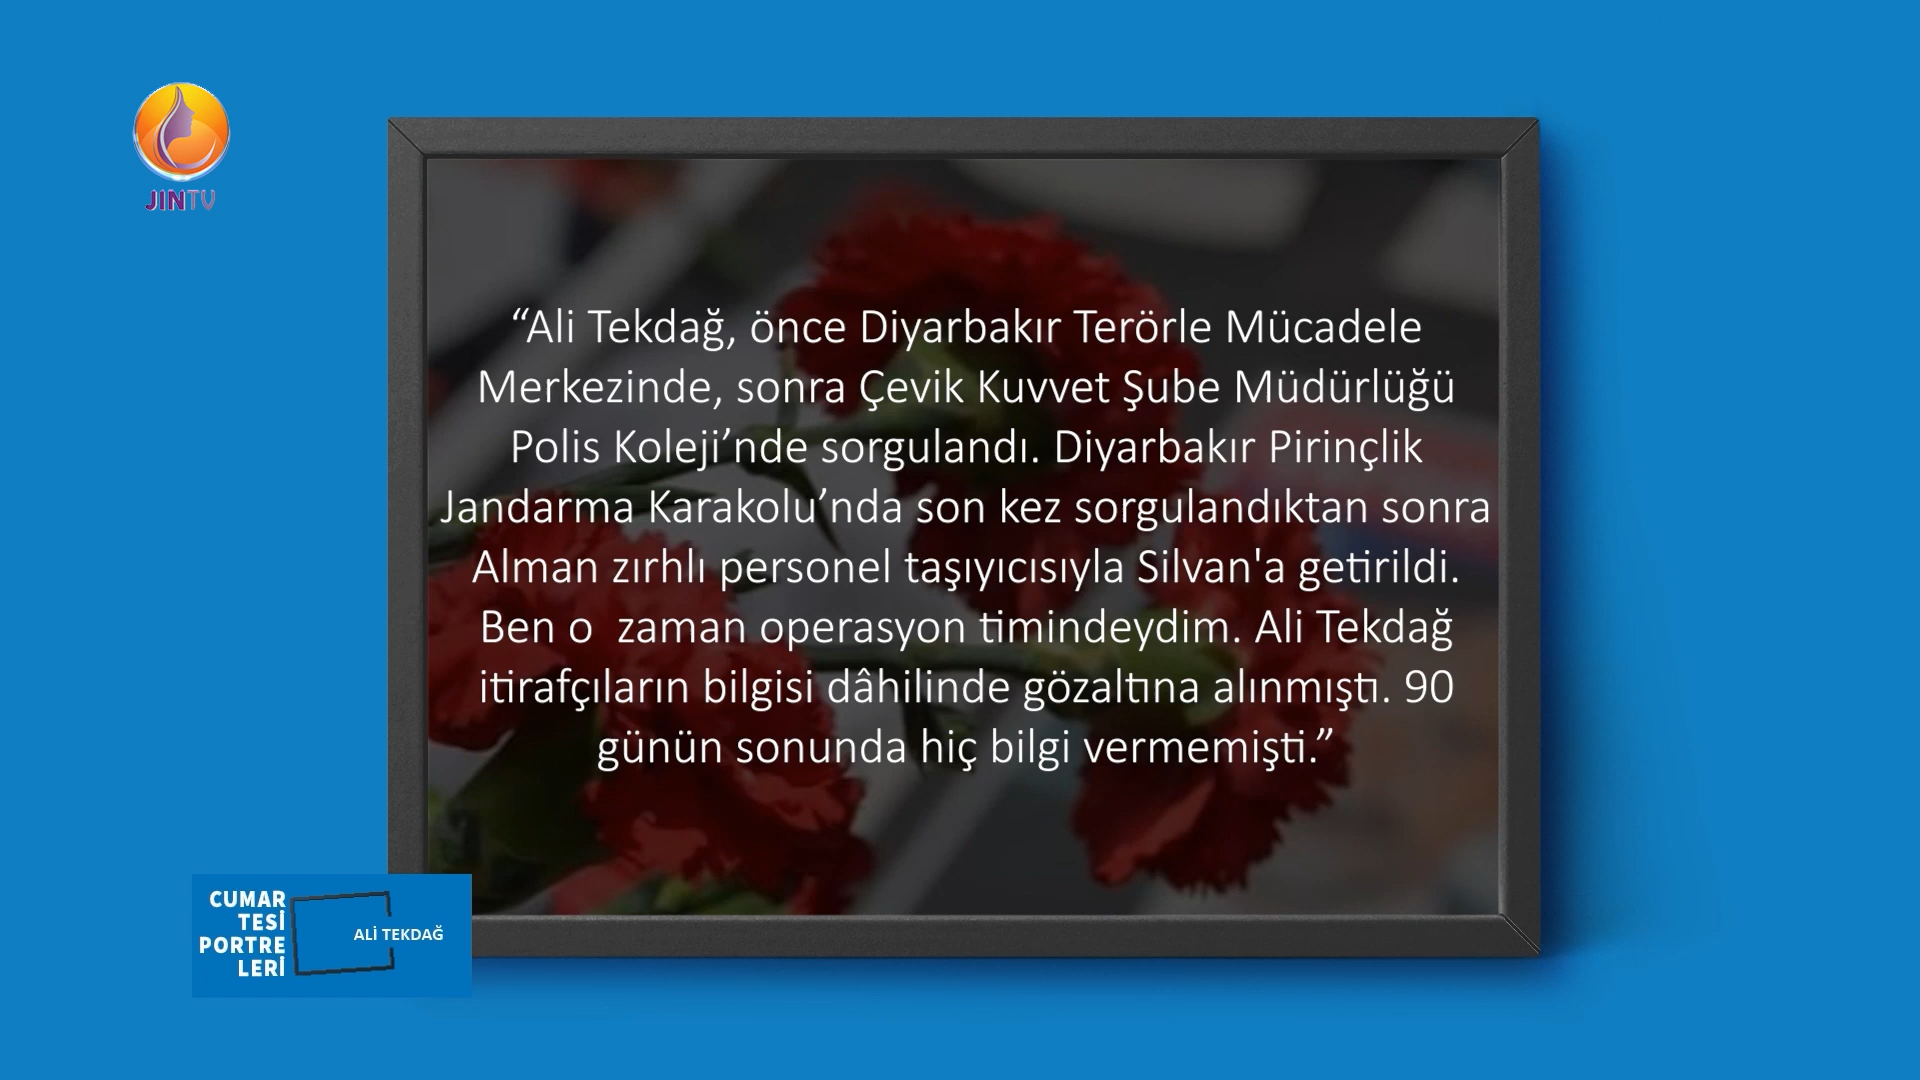 JINTV
“Ali Tekdağ, önce Diyarbakır Terörle Mücadele
Merkezinde, sonra Çevik Kuvvet Şube Müdürlüğü
Polis Koleji’nde sorgulandı. Diyarbakır Pirinçlik
Jandarma Karakolu’nda son kez sorgulandıktan sonra
Alman zırhlı personel taşıyıcısıyla Silvan'a getirildi.
Ben o  zaman operasyon timindeydim. Ali Tekdağ
itirafçıların bilgisi dâhilinde gözaltına alınmıştı. 90
günün sonunda hiç bilgi vermemişti.”
CUMAR
TESİ
PORTRE
LERİ
ALİ TEKDAĞ